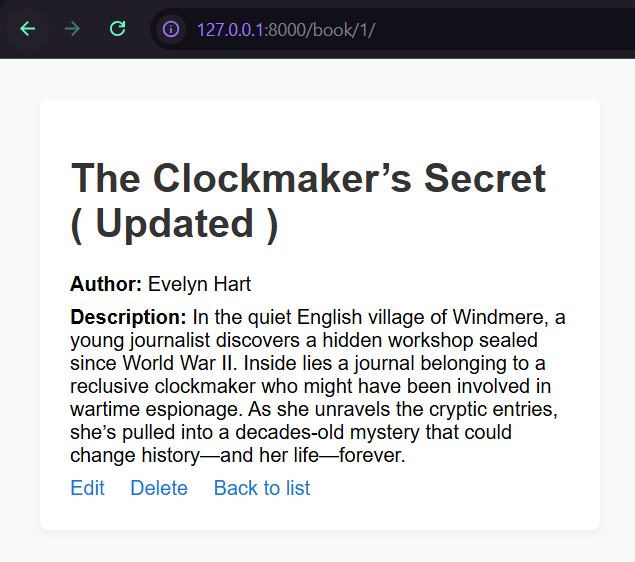 127.0.0.1:8000/book/1/
The Clockmaker’s Secret
( Updated )
Author: Evelyn Hart
Description: In the quiet English village of Windmere, a
young journalist discovers a hidden workshop sealed
since World War II. Inside lies a journal belonging to a
reclusive clockmaker who might have been involved in
wartime espionage. As she unravels the cryptic entries,
she’s pulled into a decades-old mystery that could
change history—and her life—forever.
Edit Delete Back to list